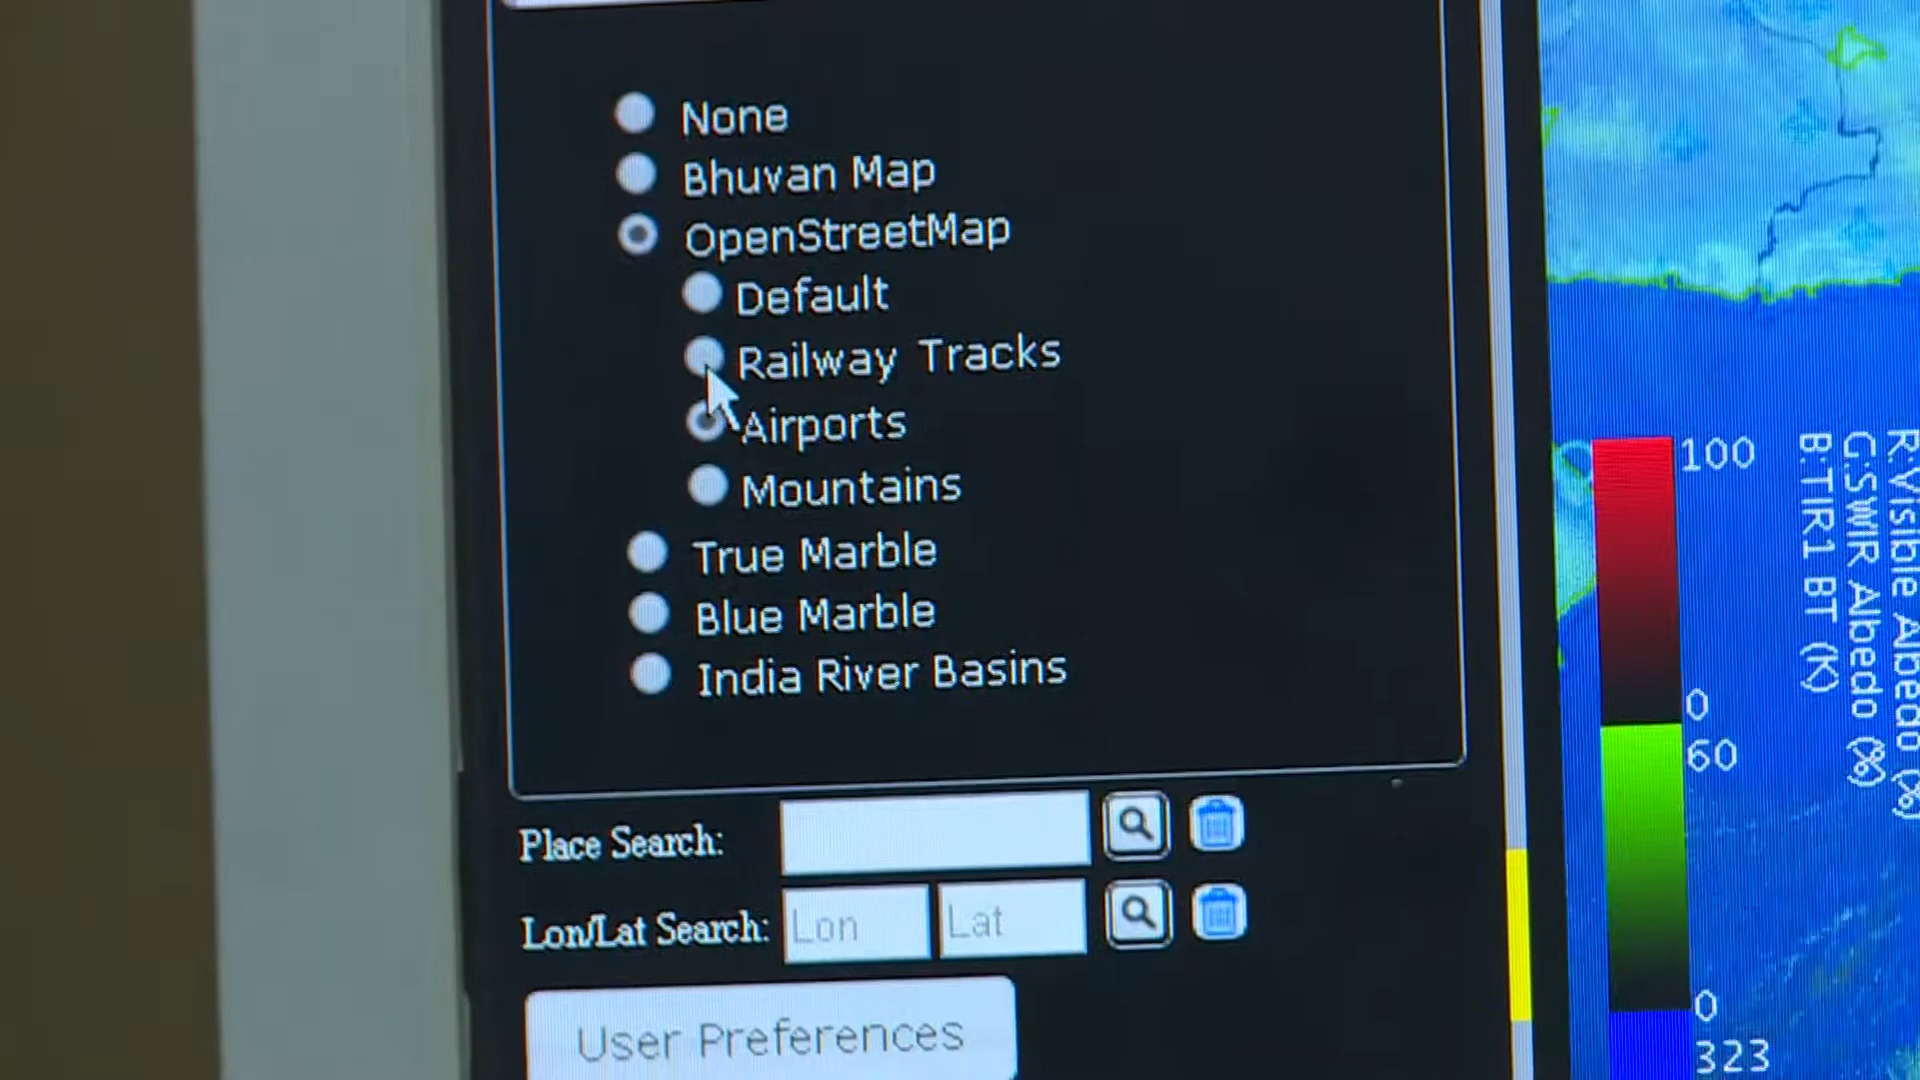 None
Bhuvan Map
OpenStreetMap
Default
Railway Tracks
Airports
Mountains
True Marble
Blue Marble
India River Basins
Place Search:
Lon/Lat Search: Lon Lat
User Preferences
100
0
60
0
323
R:Visible Albedo (%)
G:SWIR Albedo (%)
B:TIR1 BT (K)